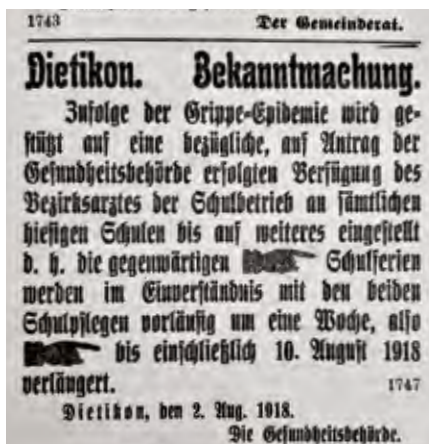 1743 Der Gemeinderat.
Dietikon. Bekanntmachung.
Zufolge der Grippe-Epidemie wird ge-
stützt auf eine bezügliche, auf Antrag der
Gesundheitsbehörde erfolgten Verfügung des
Bezirksarztes der Schulbetrieb an sämtlichen
hiesigen Schulen bis auf weiteres eingestellt
d. h. die gegenwärtigen Schulferien
werden im Einverständnis mit den beiden
Schulpflegen vorläufig um eine Woche, also
bis einschließlich 10. August 1918
verlängert. 1747
Dietikon, den 2. Aug. 1918.
Die Gesundheitsbehörde.